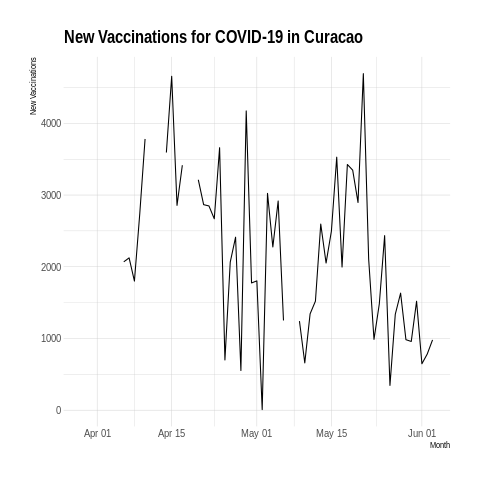 New Vaccinations for COVID-19 in Curacao
New Vaccinations
4000
3000
2000
1000
0
Apr 01 Apr 15 May 01 May 15 Jun 01
Month